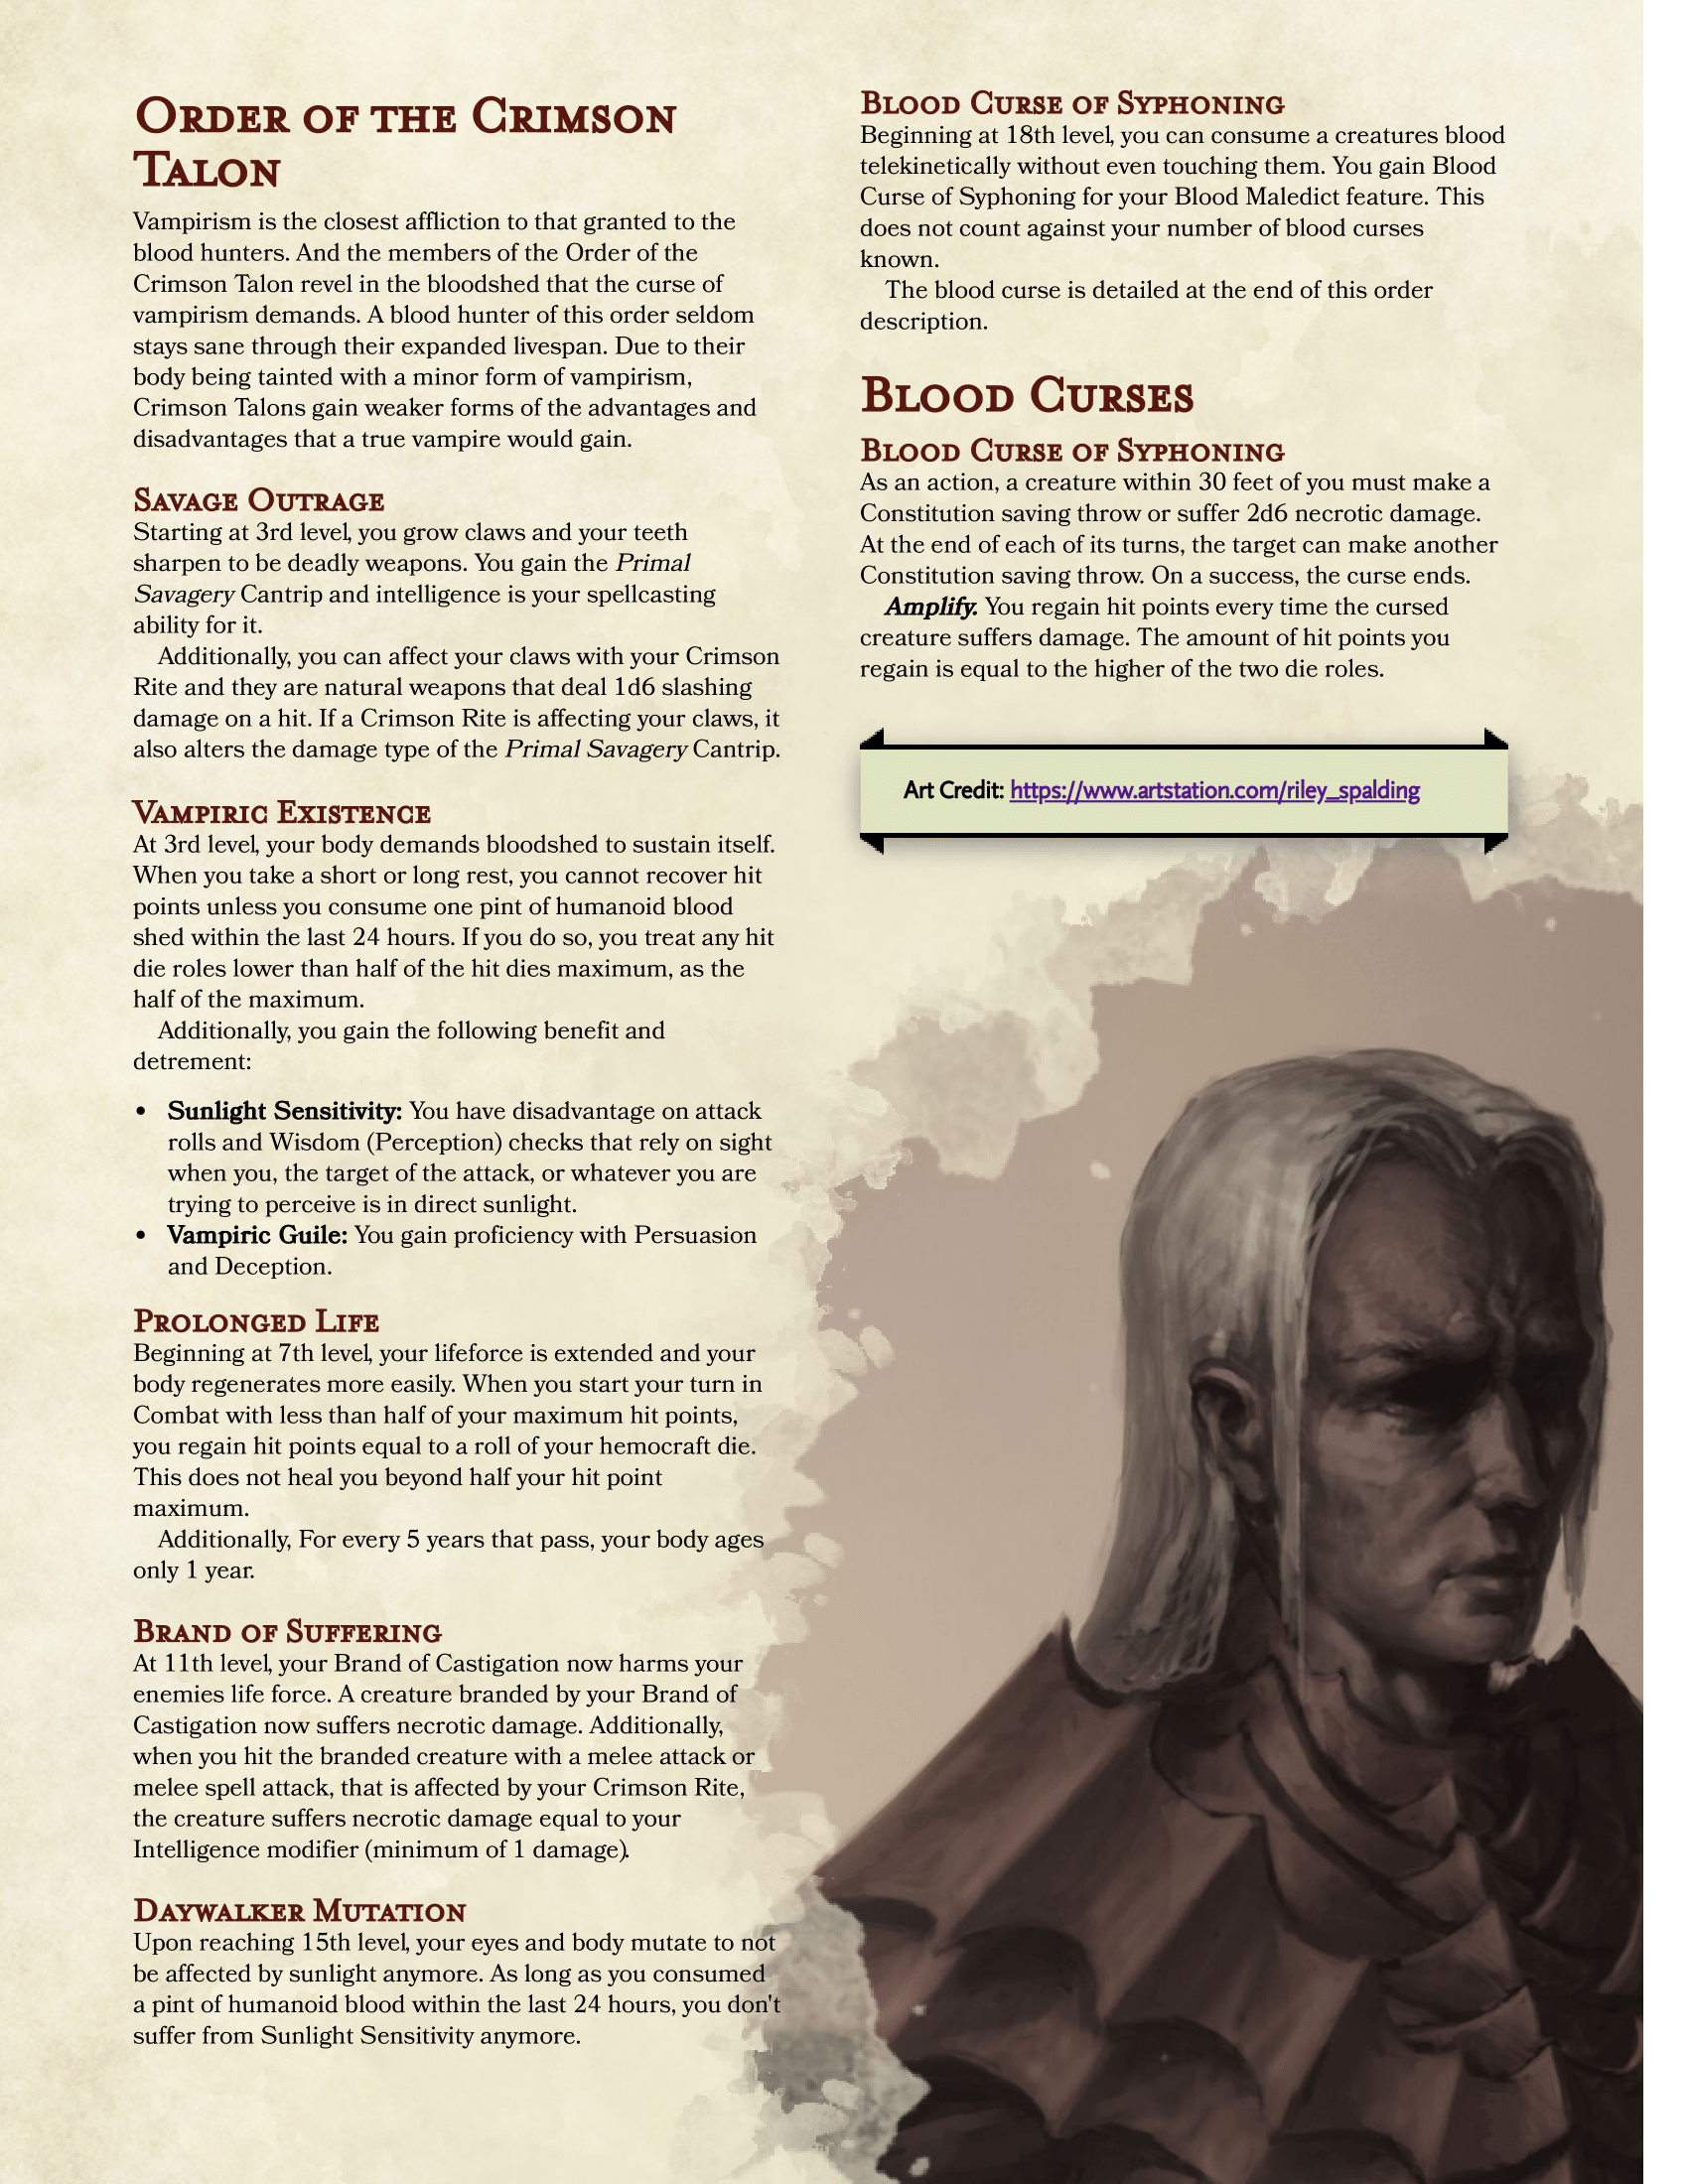 Order of the Crimson
Talon
Vampirism is the closest affliction to that granted to the
blood hunters. And the members of the Order of the
Crimson Talon revel in the bloodshed that the curse of
vampirism demands. A blood hunter of this order seldom
stays sane through their expanded livespan. Due to their
body being tainted with a minor form of vampirism,
Crimson Talons gain weaker forms of the advantages and
disadvantages that a true vampire would gain.
Savage Outrage
Starting at 3rd level, you grow claws and your teeth
sharpen to be deadly weapons. You gain the Primal
Savagery Cantrip and intelligence is your spellcasting
ability for it.
Additionally, you can affect your claws with your Crimson
Rite and they are natural weapons that deal 1d6 slashing
damage on a hit. If a Crimson Rite is affecting your claws, it
also alters the damage type of the Primal Savagery Cantrip.
Vampiric Existence
At 3rd level, your body demands bloodshed to sustain itself.
When you take a short or long rest, you cannot recover hit
points unless you consume one pint of humanoid blood
shed within the last 24 hours. If you do so, you treat any hit
die roles lower than half of the hit dies maximum, as the
half of the maximum.
Additionally, you gain the following benefit and
detrement:
• Sunlight Sensitivity: You have disadvantage on attack
rolls and Wisdom (Perception) checks that rely on sight
when you, the target of the attack, or whatever you are
trying to perceive is in direct sunlight.
• Vampiric Guile: You gain proficiency with Persuasion
and Deception.
Prolonged Life
Beginning at 7th level, your lifeforce is extended and your
body regenerates more easily. When you start your turn in
Combat with less than half of your maximum hit points,
you regain hit points equal to a roll of your hemocraft die.
This does not heal you beyond half your hit point
maximum.
Additionally, For every 5 years that pass, your body ages
only 1 year.
Brand of Suffering
At 11th level, your Brand of Castigation now harms your
enemies life force. A creature branded by your Brand of
Castigation now suffers necrotic damage. Additionally,
when you hit the branded creature with a melee attack or
melee spell attack, that is affected by your Crimson Rite,
the creature suffers necrotic damage equal to your
Intelligence modifier (minimum of 1 damage).
Daywalker Mutation
Upon reaching 15th level, your eyes and body mutate to not
be affected by sunlight anymore. As long as you consumed
a pint of humanoid blood within the last 24 hours, you don't
suffer from Sunlight Sensitivity anymore.
Blood Curse of Syphoning
Beginning at 18th level, you can consume a creatures blood
telekinetically without even touching them. You gain Blood
Curse of Syphoning for your Blood Maledict feature. This
does not count against your number of blood curses
known.
The blood curse is detailed at the end of this order
description.
Blood Curses
Blood Curse of Syphoning
As an action, a creature within 30 feet of you must make a
Constitution saving throw or suffer 2d6 necrotic damage.
At the end of each of its turns, the target can make another
Constitution saving throw. On a success, the curse ends.
Amplify. You regain hit points every time the cursed
creature suffers damage. The amount of hit points you
regain is equal to the higher of the two die roles.
Art Credit: https://www.artstation.com/riley_spalding